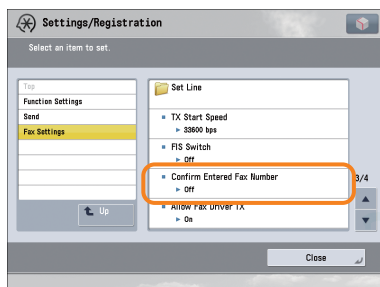 Settings/Registration
Select an item to set.
Top
Function Settings
Send
Fax Settings
Up
Set Line
TX Start Speed
► 33600 bps
FIS Switch
► Off
Confirm Entered Fax Number
► Off
Allow Fax Driver TX
► On
3/4
Close